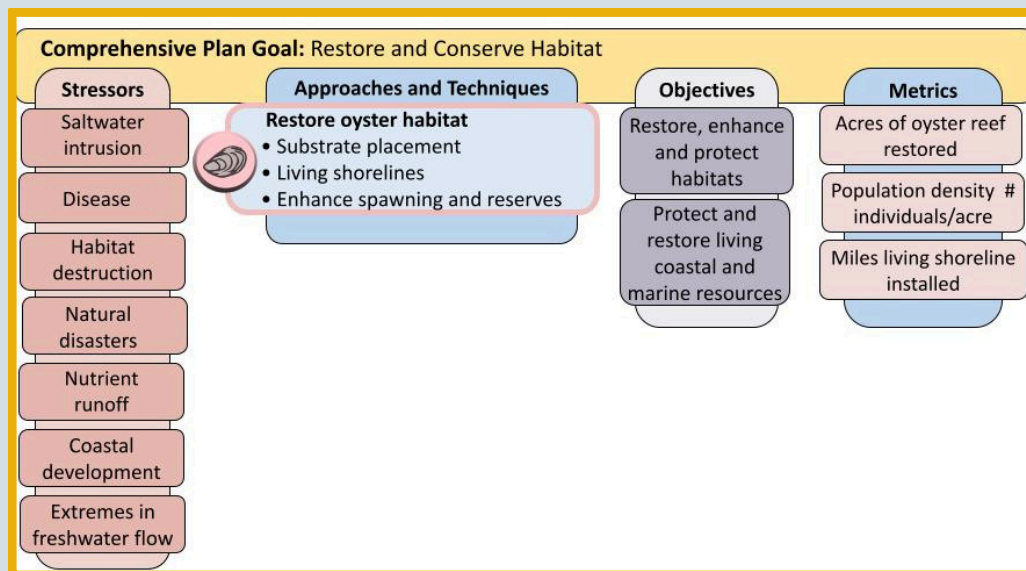 Comprehensive Plan Goal: Restore and Conserve Habitat
Stressors
Saltwater
intrusion
Disease
Habitat
destruction
Natural
disasters
Nutrient
runoff
Coastal
development
Extremes in
freshwater flow
Approaches and Techniques
Restore oyster habitat
• Substrate placement
• Living shorelines
• Enhance spawning and reserves
Objectives
Restore, enhance
and protect
habitats
Protect and
restore living
coastal and
marine resources
Metrics
Acres of oyster reef
restored
Population density #
individuals/acre
Miles living shoreline
installed